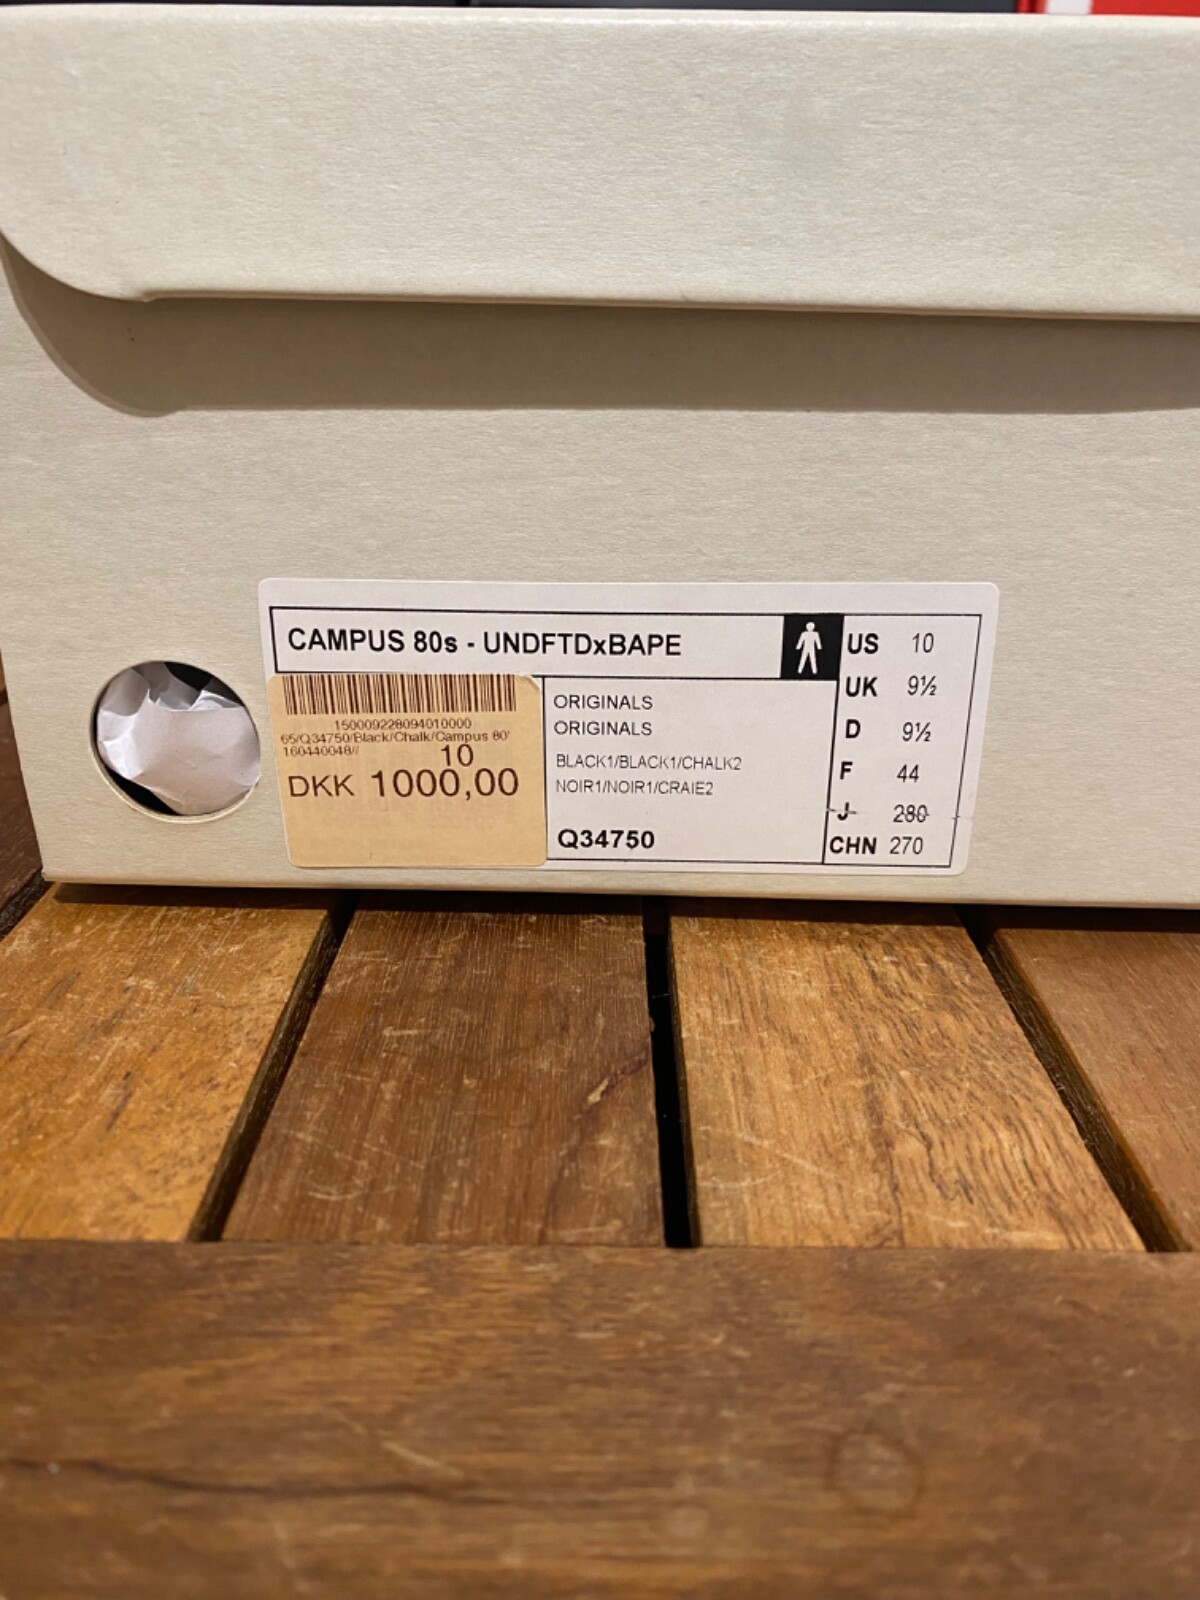 CAMPUS 80s - UNDFTDxBAPE
150009228094010000
65/Q34750/Black/Chalk/Campus 80'
160440048//
10
DKK 1000,00
ORIGINALS
ORIGINALS
BLACK1/BLACK1/CHALK2
NOIR1/NOIR1/CRAIE2
Q34750
US 10
UK 9½
D 9½
F 44
J 280
CHN 270